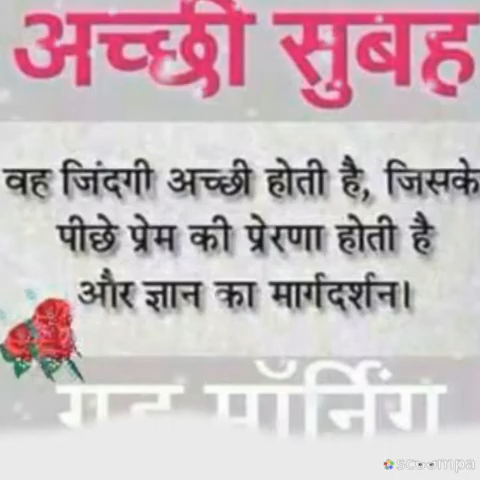 अच्छी सुबह
वह जिंदगी अच्छी होती है, जिसके
पीछे प्रेम की प्रेरणा होती है
और ज्ञान का मार्गदर्शन।
गुड मॉर्निंग
scoompa